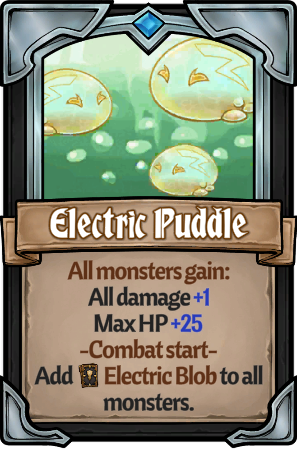 Electric Puddle
All monsters gain:
All damage +1
Max HP +25
-Combat start-
Add Electric Blob to all
monsters.